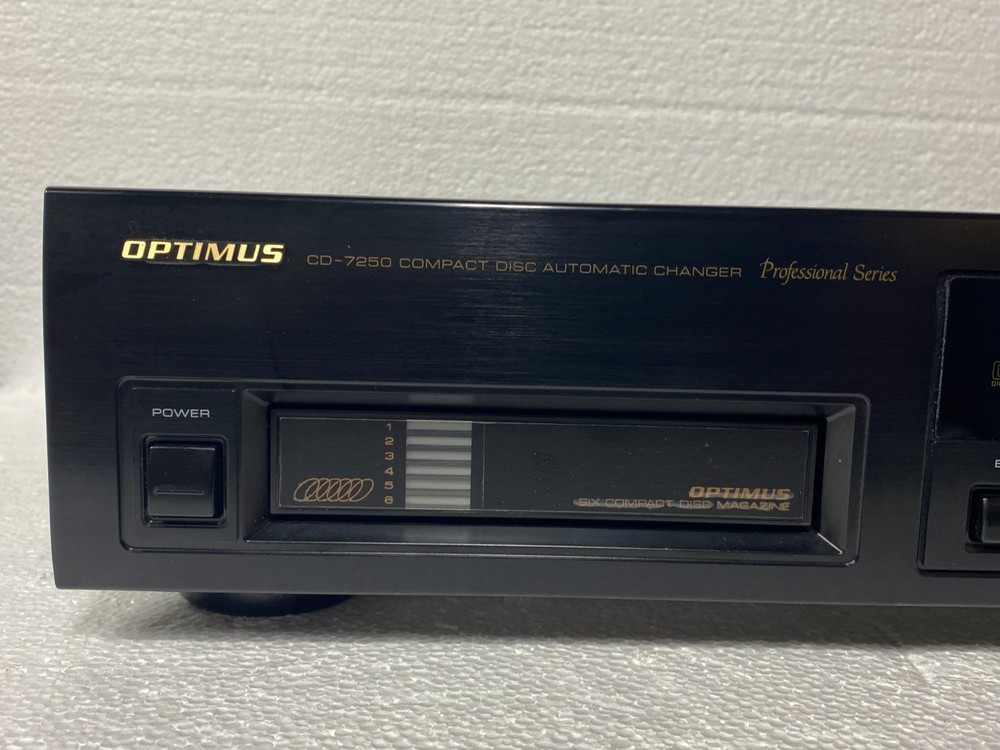 OPTIMUS CD-7250 COMPACT DISC AUTOMATIC CHANGER Professional Series
POWER
1
2
3
4
5
6
OPTIMUS
SIX COMPACT DISC MAGAZINE